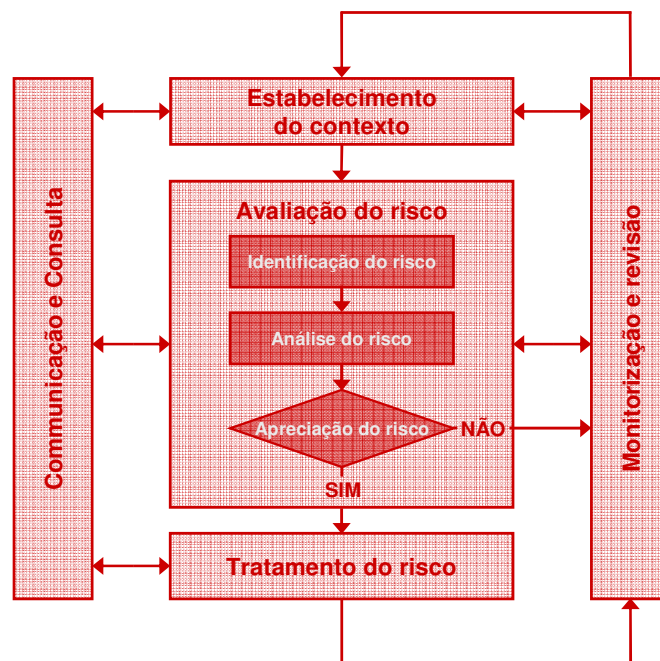 Estabelecimento
do contexto
Avaliação do risco
Identificação do risco
Análise do risco
Apreciação do risco
NÃO
SIM
Tratamento do risco
Communicação e Consulta
Monitorização e revisão